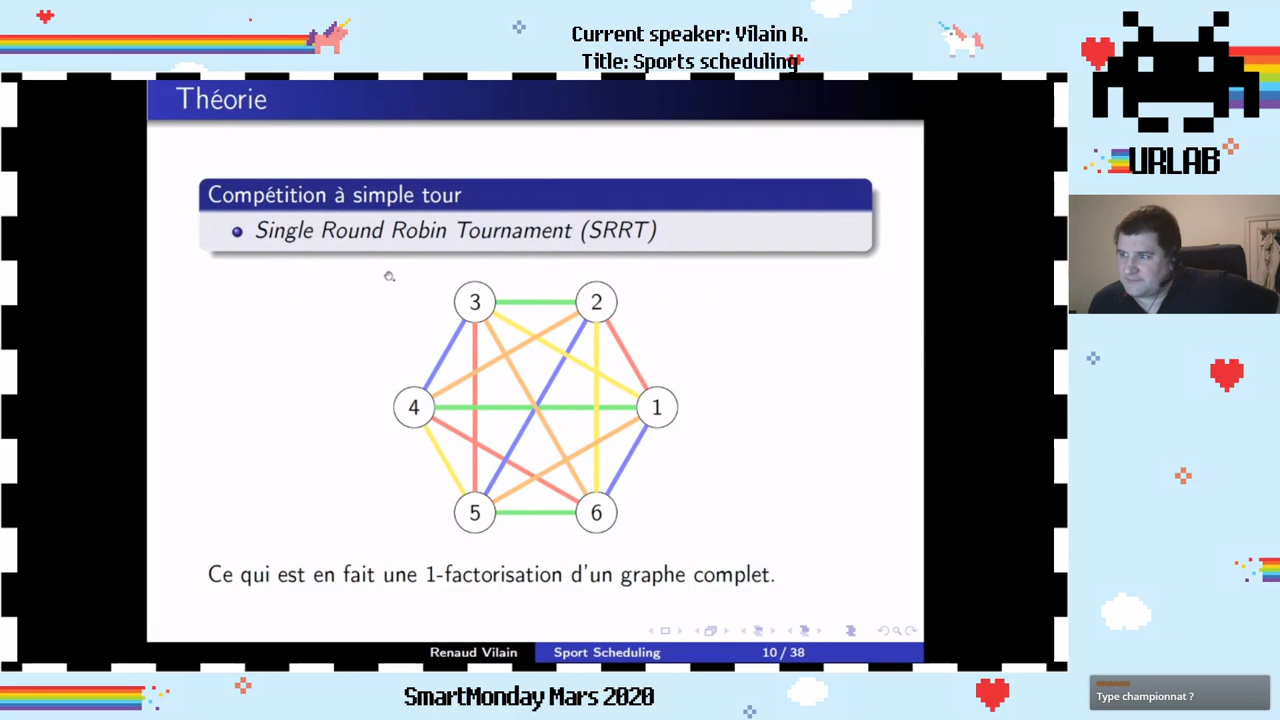 Current speaker: Vilain R.
Title: Sports scheduling
URLAB
Théorie
Compétition à simple tour
Single Round Robin Tournament (SRRT)
3
2
4
1
5
6
Ce qui est en fait une 1-factorisation d'un graphe complet.
Renaud Vilain
Sport Scheduling
10 / 38
SmartMonday Mars 2020
Type championnat ?